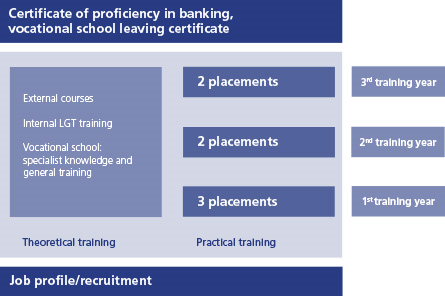 Certificate of proficiency in banking,
vocational school leaving certificate
External courses
Internal LGT training
Vocational school:
specialist knowledge and
general training
Theoretical training
2 placements
2 placements
3 placements
Practical training
3rd training year
2nd training year
1st training year
Job profile/recruitment